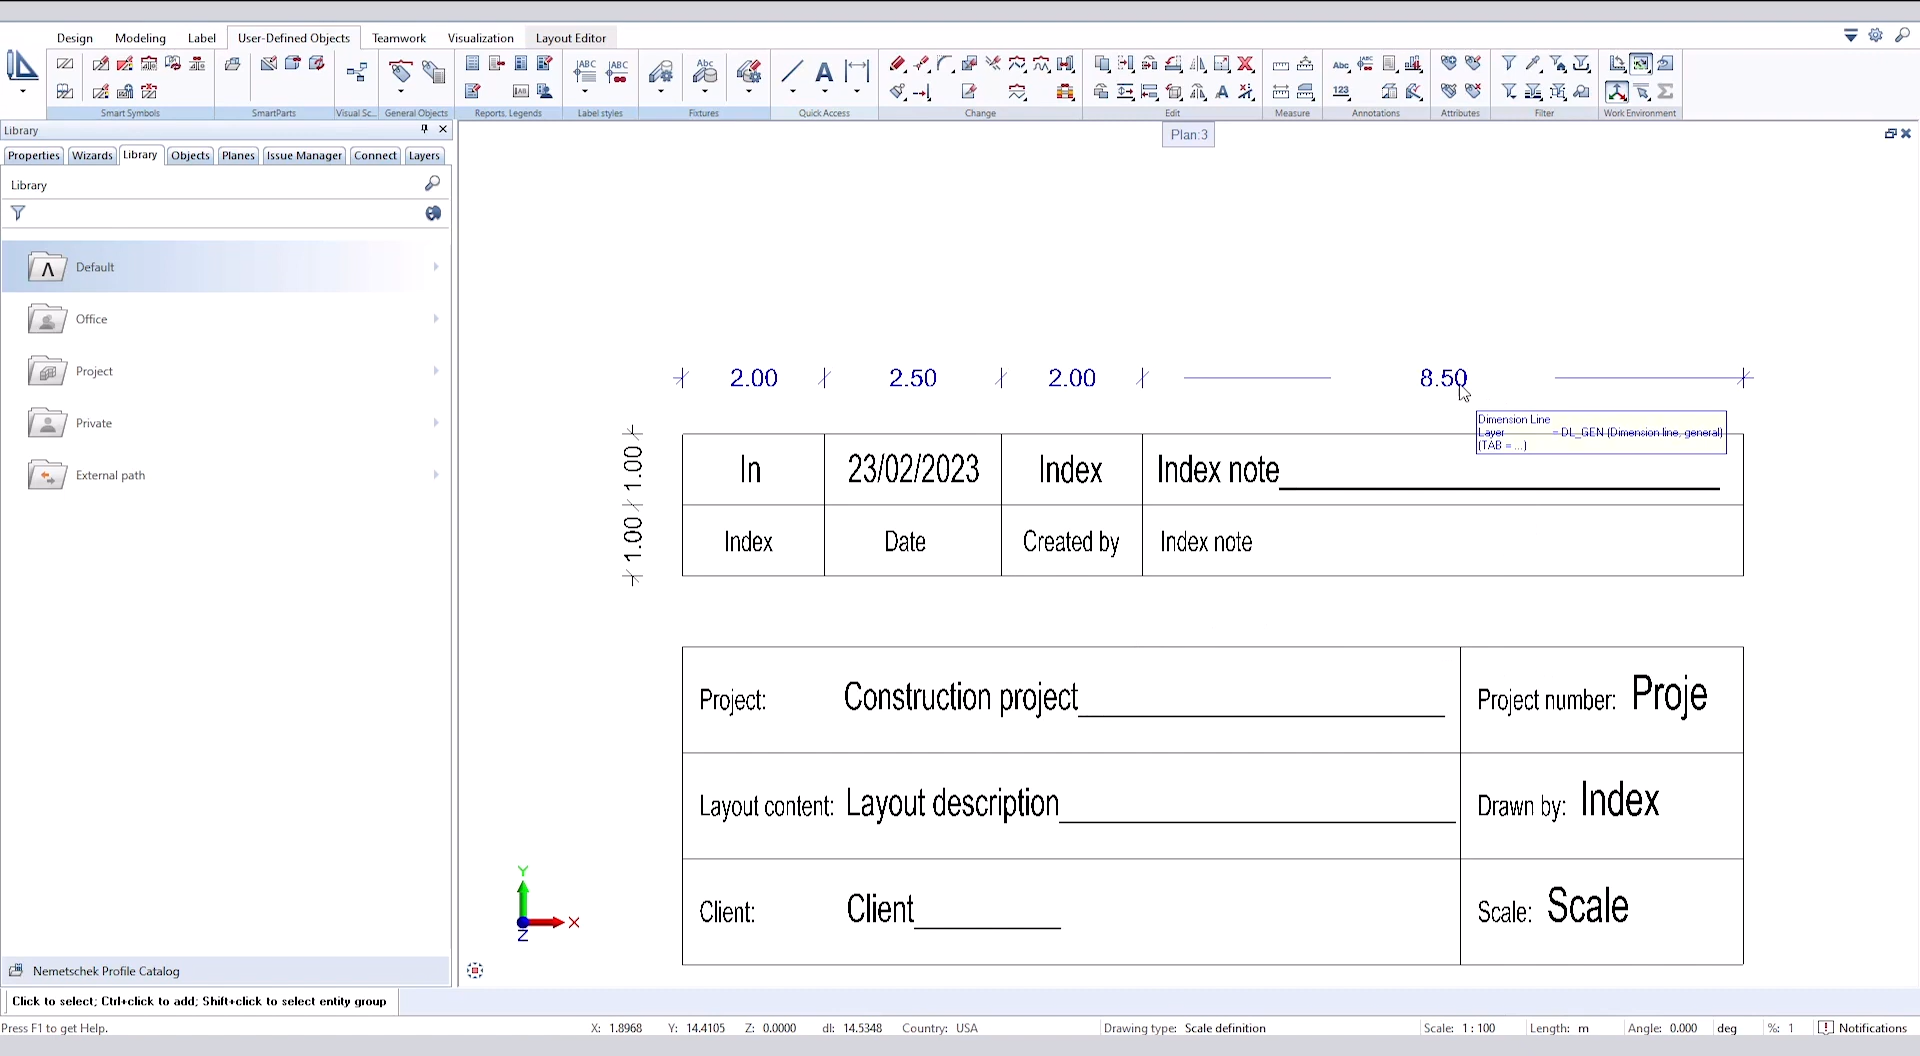 Design Modeling Label User-Defined Objects Teamwork Visualization Layout Editor
Smart Symbols SmartParts Visual Sc... General Objects Reports, Legends Label styles Fixtures Quick Access Change Edit Measure Annotations Attributes Filter Work Environment
Library
Plan:3
Properties Wizards Library Objects Planes Issue Manager Connect Layers
Library
Default
Office
Project
Private
External path
2.00 2.50 2.00 8.50
Dimension Line
Layer = DL_GEN (Dimension line, general)
(TAB = ...)
1.00 1.00
In 23/02/2023 Index Index note
Index Date Created by Index note
Project: Construction project Project number: Proje
Layout content: Layout description Drawn by: Index
Client: Client Scale: Scale
Y
X
Z
Nemetschek Profile Catalog
Click to select; Ctrl+click to add; Shift+click to select entity group
Press F1 to get Help. X: 1.8968 Y: 14.4105 Z: 0.0000 dl: 14.5348 Country: USA Drawing type: Scale definition Scale: 1 : 100 Length: m Angle: 0.000 deg %: 1 Notifications